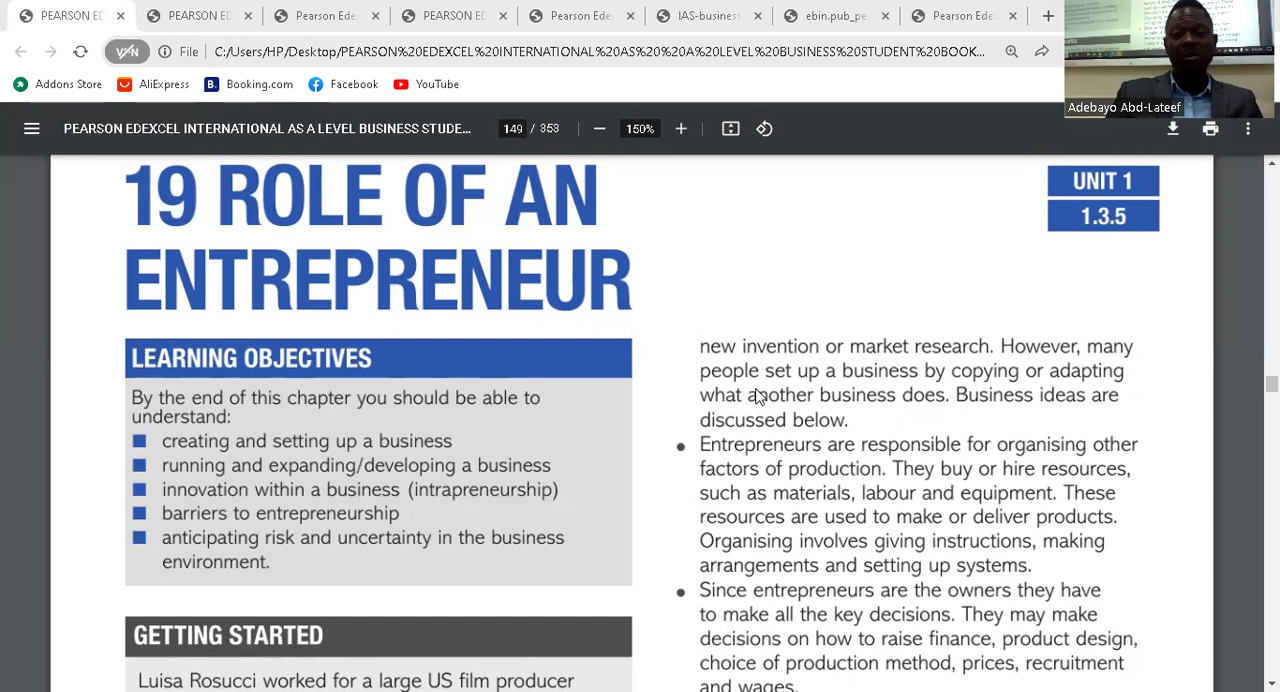 PEARSON EDE
PEARSON ED
Pearson Edex
PEARSON ED
Pearson Edex
IAS-business
ebin.pub_pe
Pearson Ede
File
C:/Users/HP/Desktop/PEARSON%20EDEXCEL%20INTERNATIONAL%20AS%20%20A%20LEVEL%20BUSINESS%20STUDENT%20BOOK...
Addons Store
AliExpress
B.
Booking.com
Facebook
YouTube
Adebayo Abd-Lateef
PEARSON EDEXCEL INTERNATIONAL AS A LEVEL BUSINESS STUDE...
149 / 353
150%
19 ROLE OF AN
ENTREPRENEUR
UNIT 1
1.3.5
LEARNING OBJECTIVES
By the end of this chapter you should be able to
understand:
■ creating and setting up a business
■ running and expanding/developing a business
■ innovation within a business (intrapreneurship)
■ barriers to entrepreneurship
■ anticipating risk and uncertainty in the business
environment.
GETTING STARTED
Luisa Rosucci worked for a large US film producer
new invention or market research. However, many
people set up a business by copying or adapting
what another business does. Business ideas are
discussed below.
• Entrepreneurs are responsible for organising other
factors of production. They buy or hire resources,
such as materials, labour and equipment. These
resources are used to make or deliver products.
Organising involves giving instructions, making
arrangements and setting up systems.
• Since entrepreneurs are the owners they have
to make all the key decisions. They may make
decisions on how to raise finance, product design,
choice of production method, prices, recruitment
and wages.